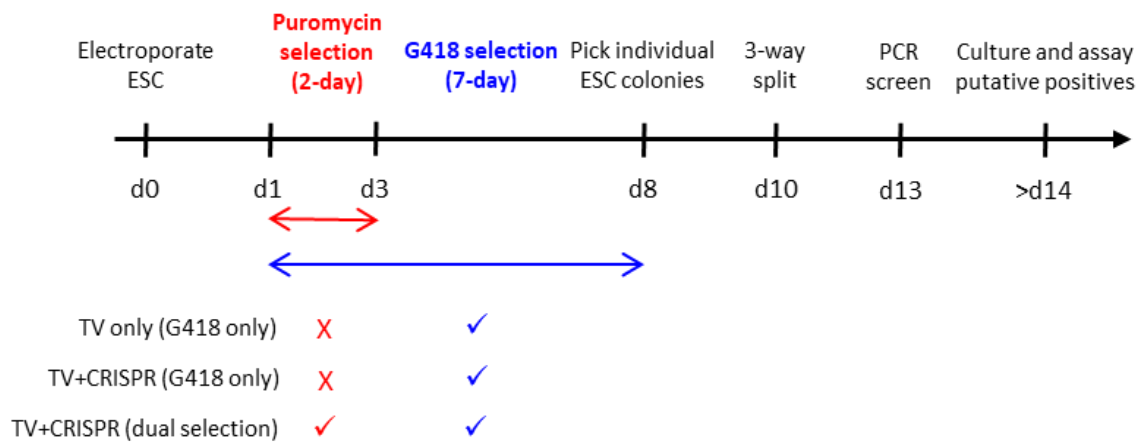 Electroporate
ESC
Puromycin
selection
(2-day)
G418 selection
(7-day)
Pick individual
ESC colonies
3-way
split
PCR
screen
Culture and assay
putative positives
d0
d1
d3
d8
d10
d13
>d14
TV only (G418 only) X ✓
TV+CRISPR (G418 only) X ✓
TV+CRISPR (dual selection) ✓ ✓